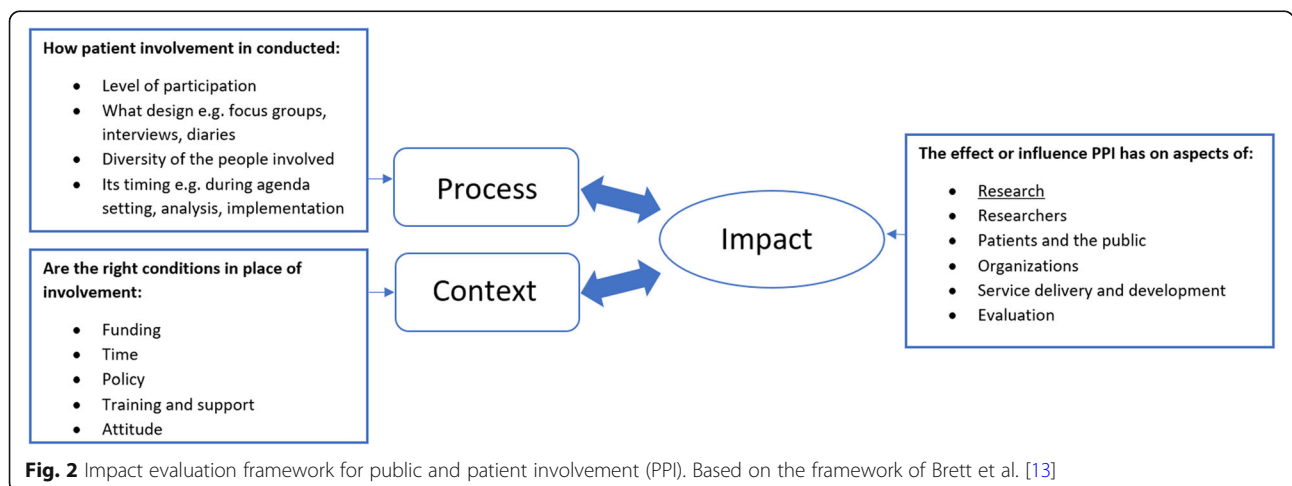 How patient involvement in conducted:
• Level of participation
• What design e.g. focus groups,
interviews, diaries
• Diversity of the people involved
• Its timing e.g. during agenda
setting, analysis, implementation
Are the right conditions in place of
involvement:
• Funding
• Time
• Policy
• Training and support
• Attitude
Process
Context
Impact
The effect or influence PPI has on aspects of:
• Research
• Researchers
• Patients and the public
• Organizations
• Service delivery and development
• Evaluation
Fig. 2 Impact evaluation framework for public and patient involvement (PPI). Based on the framework of Brett et al. [13]